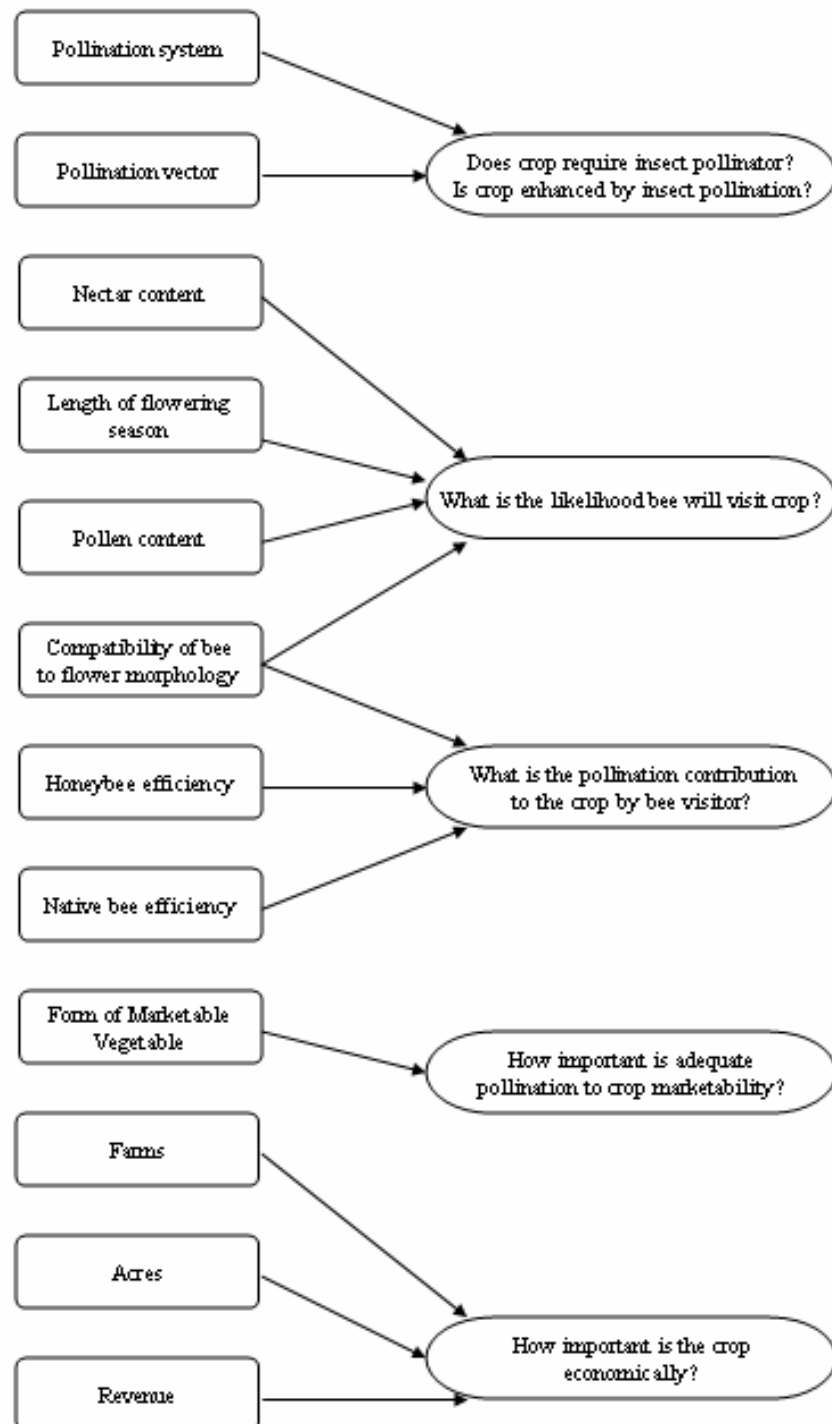 Pollination system
Pollination vector
Does crop require insect pollinator?
Is crop enhanced by insect pollination?
Nectar content
Length of flowering
season
Pollen content
What is the likelihood bee will visit crop?
Compatibility of bee
to flower morphology
Honeybee efficiency
Native bee efficiency
What is the pollination contribution
to the crop by bee visitor?
Form of Marketable
Vegetable
How important is adequate
pollination to crop marketability?
Farms
Acres
Revenue
How important is the crop
economically?